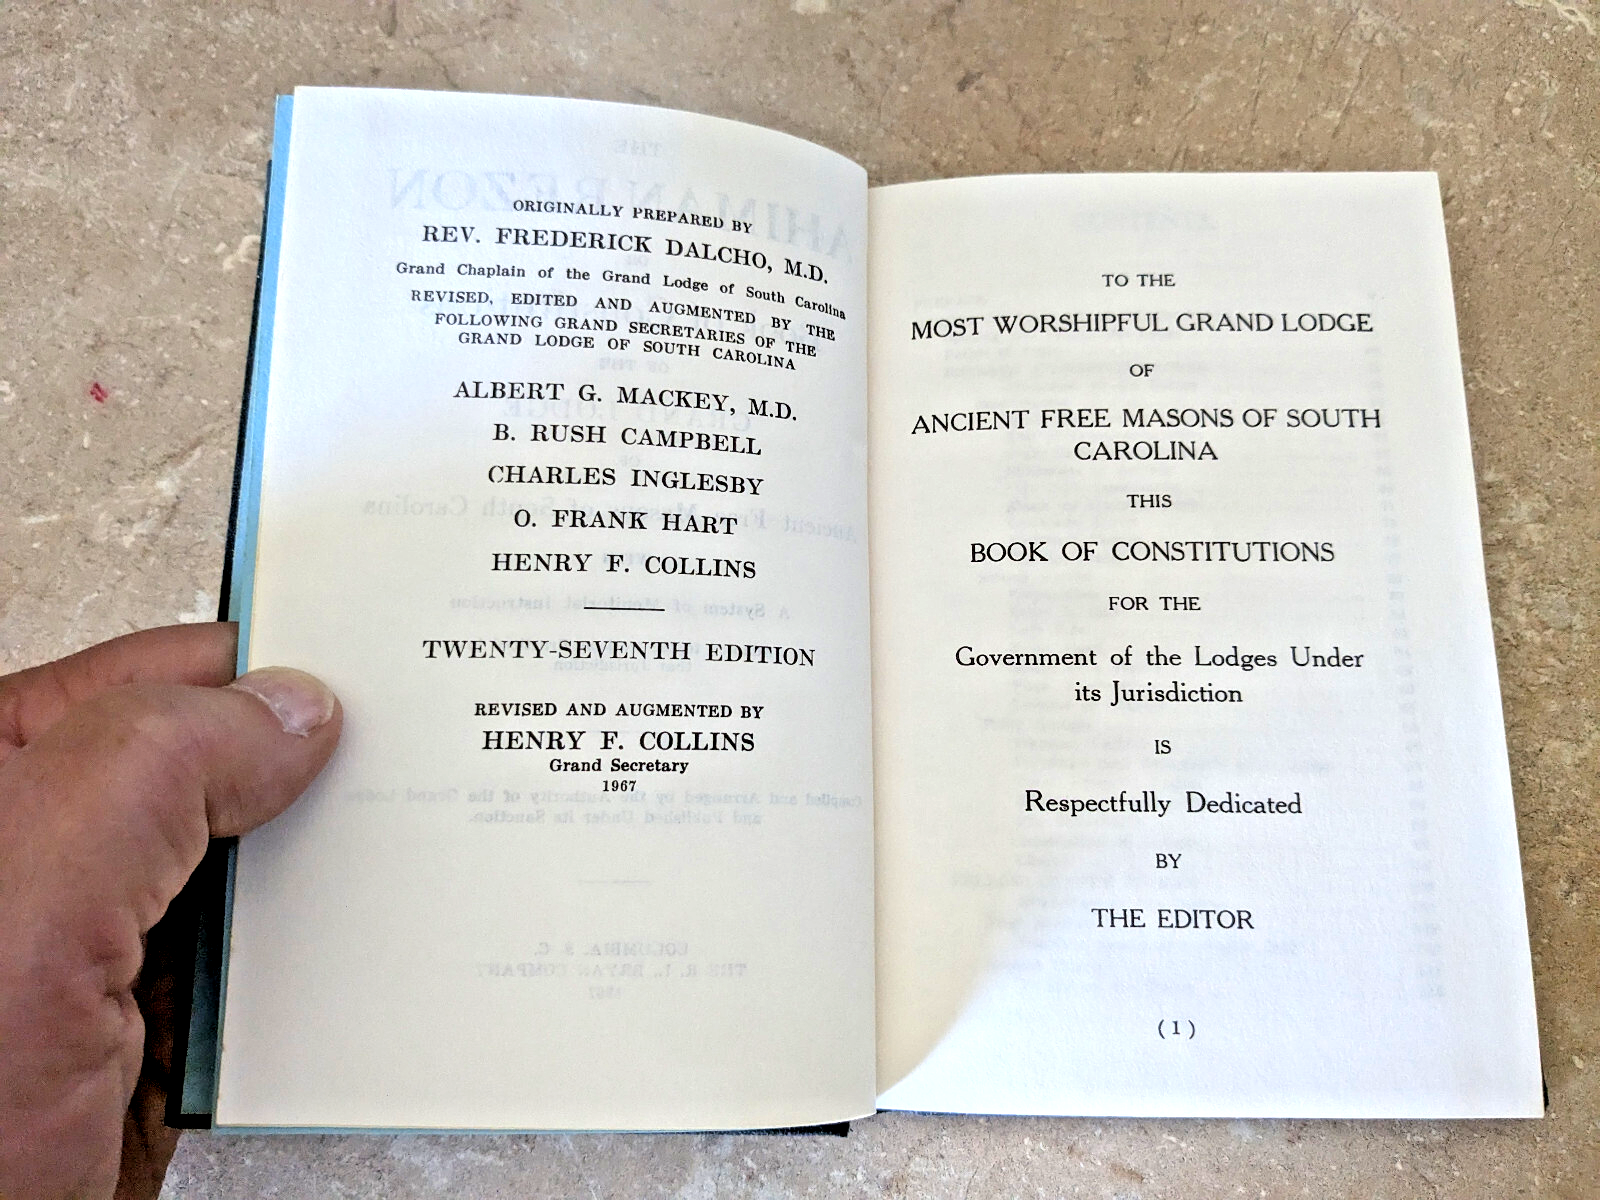 ORIGINALLY PREPARED BY
REV. FREDERICK DALCHO, M.D.
Grand Chaplain of the Grand Lodge of South Carolina
REVISED, EDITED AND AUGMENTED BY THE
FOLLOWING GRAND SECRETARIES OF THE
GRAND LODGE OF SOUTH CAROLINA
ALBERT G. MACKEY, M.D.
B. RUSH CAMPBELL
CHARLES INGLESBY
O. FRANK HART
HENRY F. COLLINS
TWENTY-SEVENTH EDITION
REVISED AND AUGMENTED BY
HENRY F. COLLINS
Grand Secretary
1967
TO THE
MOST WORSHIPFUL GRAND LODGE
OF
ANCIENT FREE MASONS OF SOUTH
CAROLINA
THIS
BOOK OF CONSTITUTIONS
FOR THE
Government of the Lodges Under
its Jurisdiction
IS
Respectfully Dedicated
BY
THE EDITOR
( 1 )